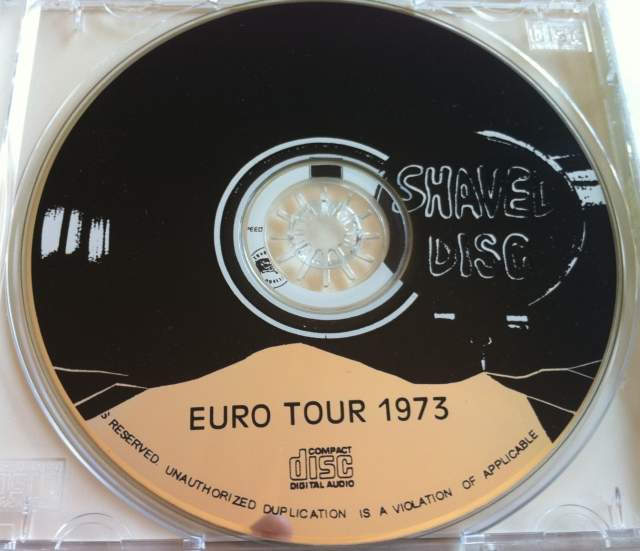 SHAVED
DISC
EURO TOUR 1973
COMPACT
disc
DIGITAL AUDIO
RESERVED. UNAUTHORIZED DUPLICATION IS A VIOLATION OF APPLICABLE